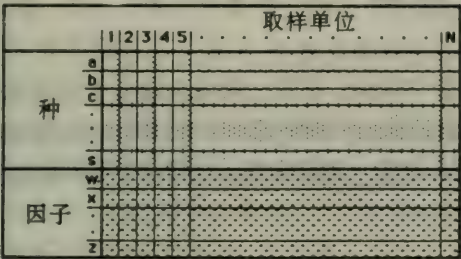 取样单位
1 2 3 4 5 . . . . . . . . . . . . . . . N
种
a
b
c
.
.
s
因子
w
x
.
z